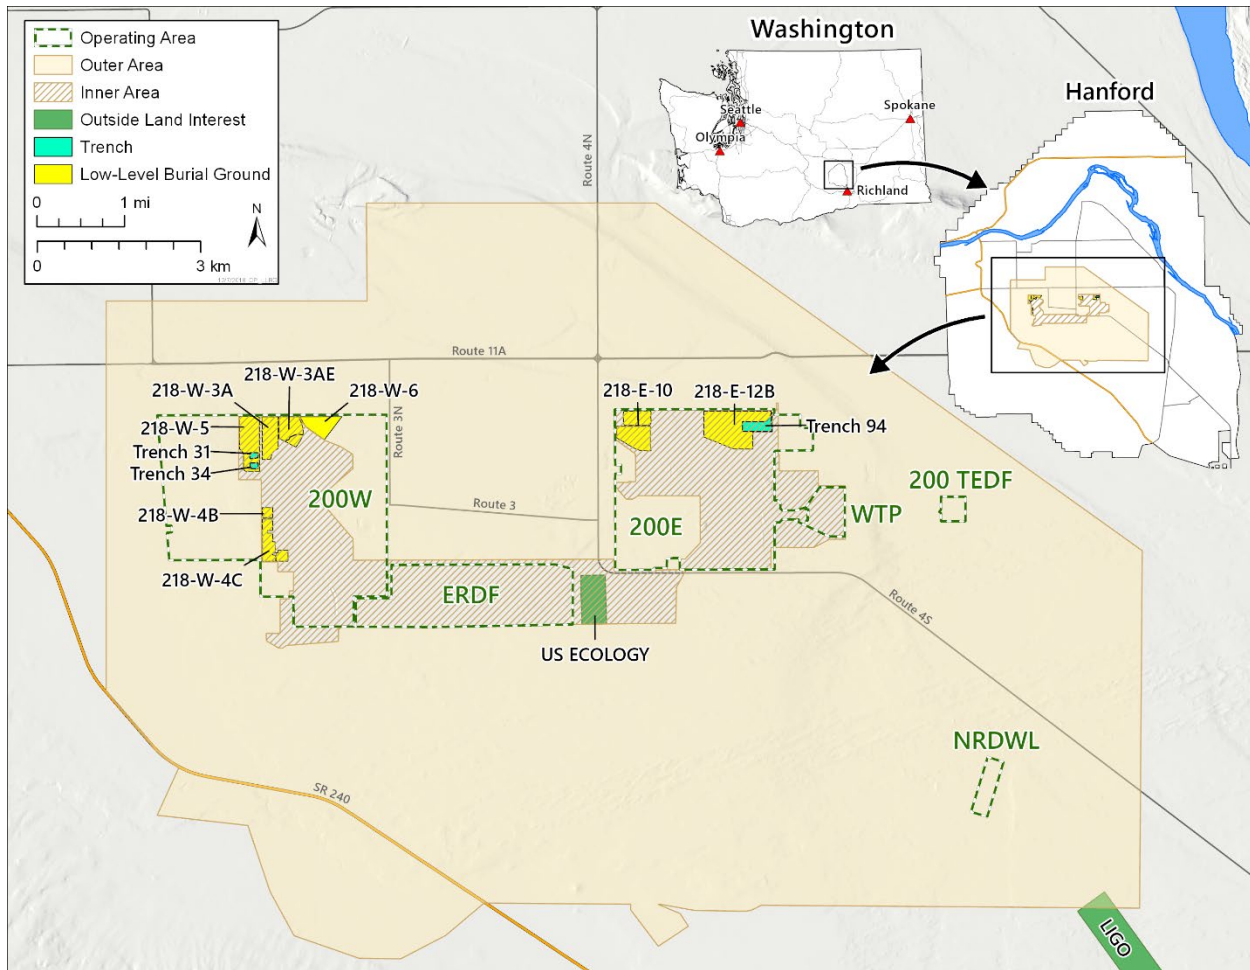 Operating Area
Outer Area
Inner Area
Outside Land Interest
Trench
Low-Level Burial Ground
0 1 mi
N
0 3 km
Washington
Seattle
Spokane
Olympia
Richland
Hanford
Route 4N
Route 11A
218-W-3AE
218-W-3A
218-W-6
218-W-5
Trench 31
Trench 34
Route 3N
218-E-10
218-E-12B
Trench 94
200W
Route 3
200E
WTP
200 TEDF
218-W-4B
218-W-4C
ERDF
US ECOLOGY
Route 4S
NRDWL
SR 240
LIGO